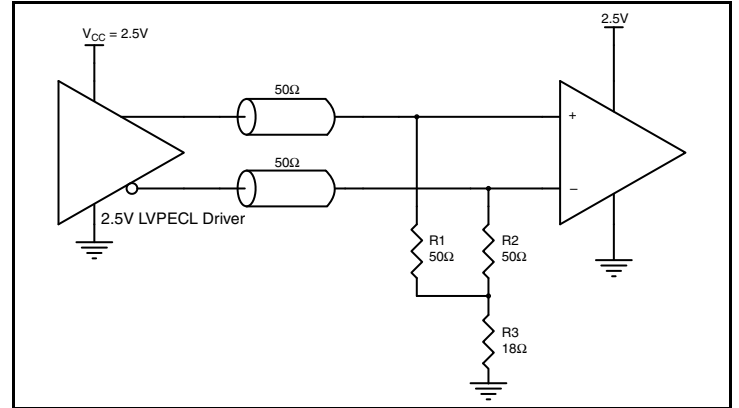 2.5V
V_CC = 2.5V
50Ω
+
50Ω
–
2.5V LVPECL Driver
R1
50Ω
R2
50Ω
R3
18Ω